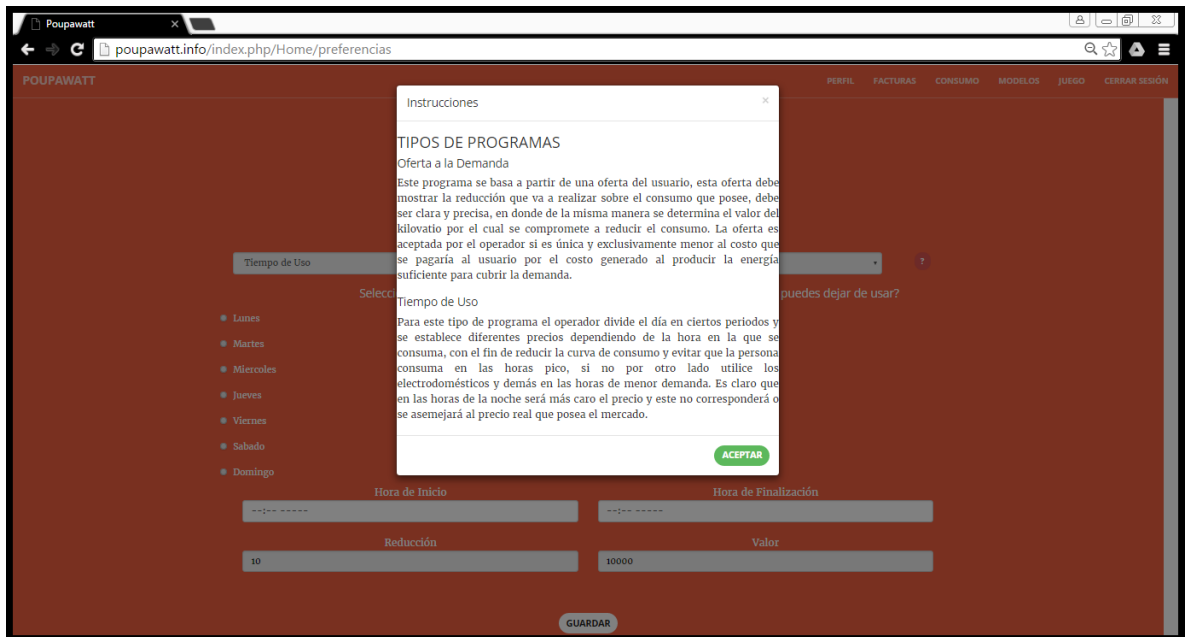 Poupawatt
poupawatt.info/index.php/Home/preferencias
POUPAWATT
PERFIL FACTURAS CONSUMO MODELOS JUEGO CERRAR SESIÓN
Instrucciones
TIPOS DE PROGRAMAS
Oferta a la Demanda
Este programa se basa a partir de una oferta del usuario, esta oferta debe
mostrar la reducción que va a realizar sobre el consumo que posee, debe
ser clara y precisa, en donde de la misma manera se determina el valor del
kilovatio por el cual se compromete a reducir el consumo. La oferta es
aceptada por el operador si es única y exclusivamente menor al costo que
se pagaría al usuario por el costo generado al producir la energía
suficiente para cubrir la demanda.
Tiempo de Uso
Para este tipo de programa el operador divide el día en ciertos periodos y
se establece diferentes precios dependiendo de la hora en la que se
consuma, con el fin de reducir la curva de consumo y evitar que la persona
consuma en las horas pico, si no por otro lado utilice los
electrodomésticos y demás en las horas de menor demanda. Es claro que
en las horas de la noche será más caro el precio y este no corresponderá o
se asemejará al precio real que posea el mercado.
ACEPTAR
Tiempo de Uso
?
puedes dejar de usar?
Lunes
Martes
Miercoles
Jueves
Viernes
Sabado
Domingo
Hora de Inicio Hora de Finalización
--:-- ----- --:-- -----
Reducción Valor
10 10000
GUARDAR